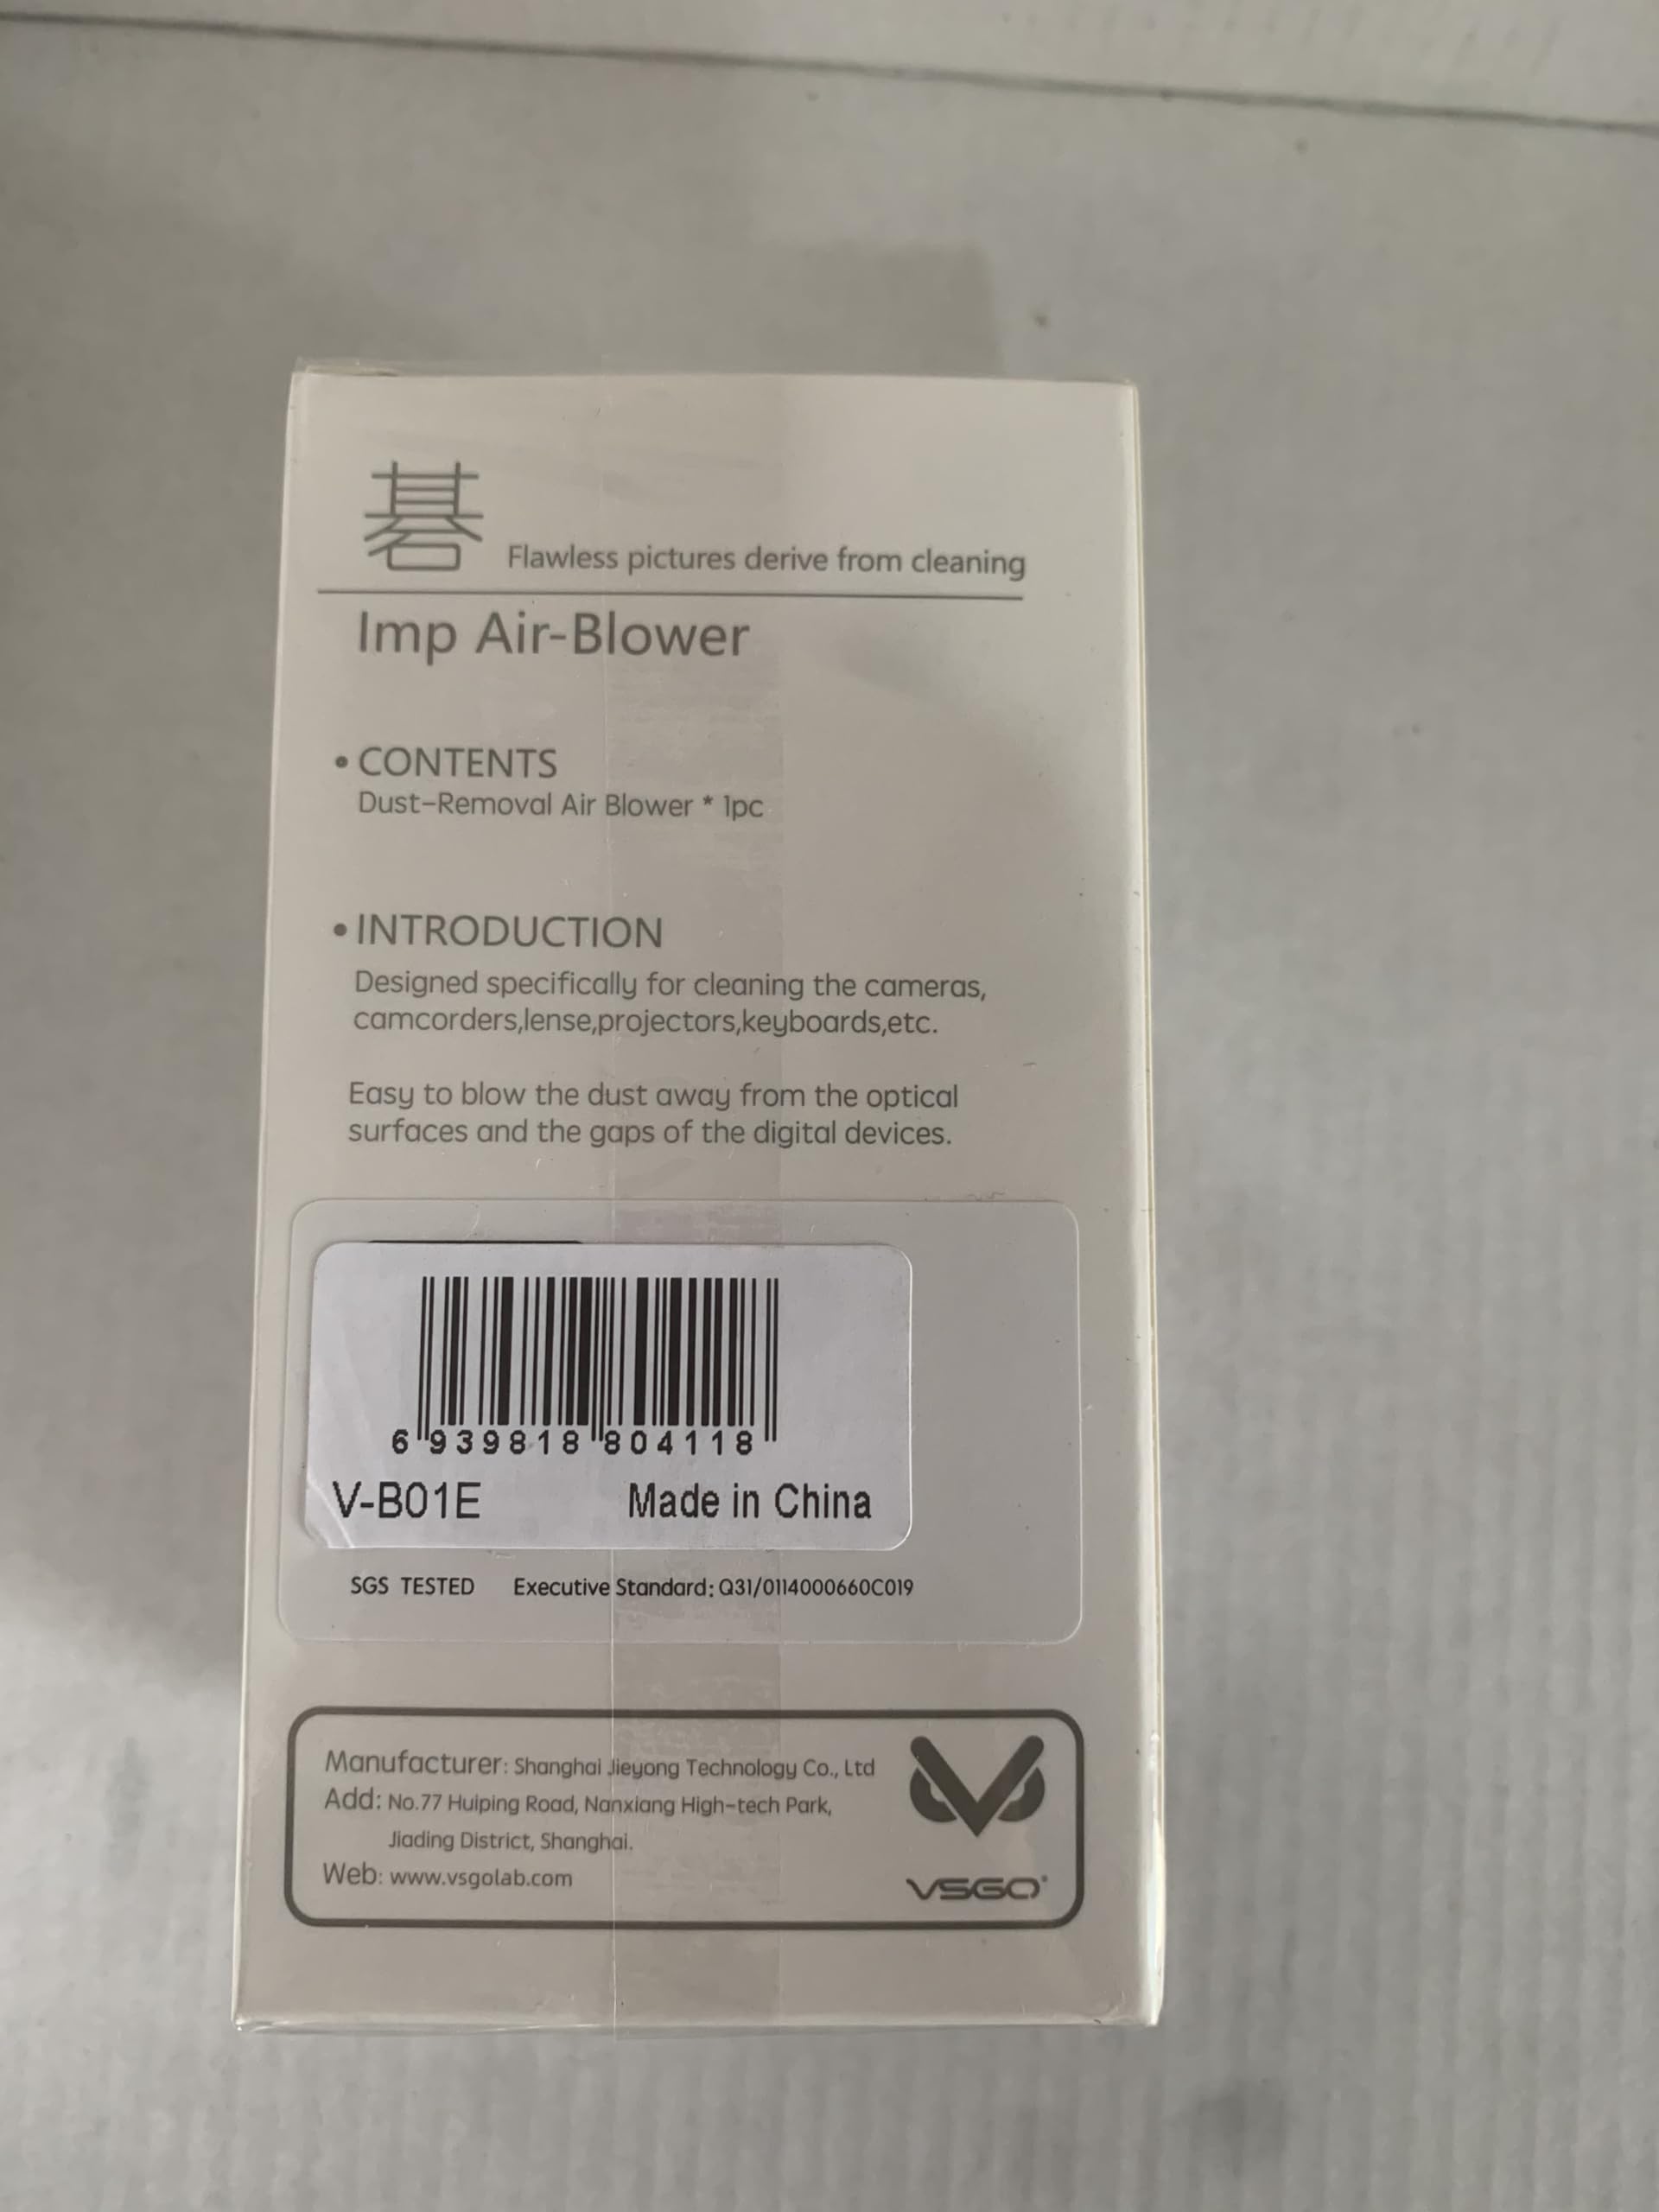 碁
Flawless pictures derive from cleaning
Imp Air-Blower
• CONTENTS
Dust-Removal Air Blower * 1pc
• INTRODUCTION
Designed specifically for cleaning the cameras,
camcorders,lense,projectors,keyboards,etc.
Easy to blow the dust away from the optical
surfaces and the gaps of the digital devices.
6 939818 804118
V-B01E Made in China
SGS TESTED Executive Standard: Q31/0114000660C019
Manufacturer: Shanghai Jieyong Technology Co., Ltd
Add: No.77 Huiping Road, Nanxiang High-tech Park,
Jiading District, Shanghai.
Web: www.vsgolab.com
VSGO®